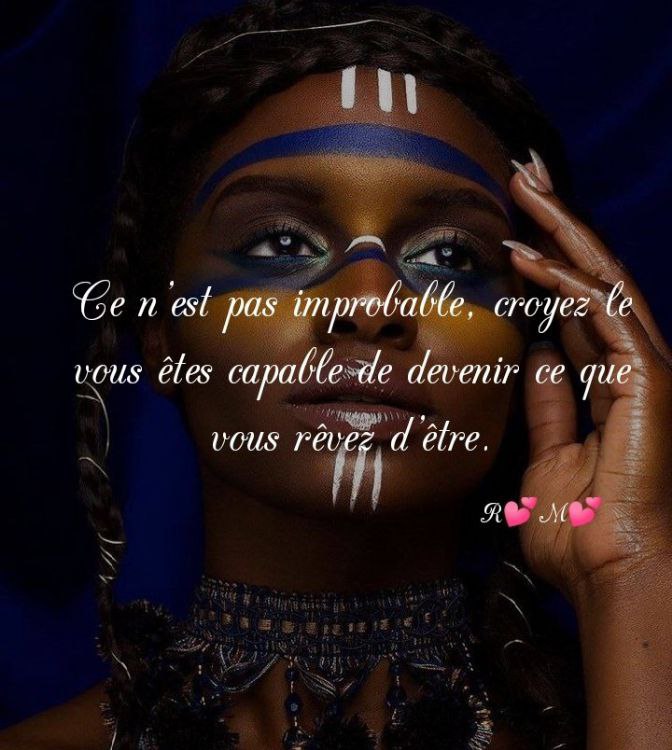 Ce n'est pas improbable, croyez le
vous êtes capable de devenir ce que
vous rêvez d'être.
R💕 M💕